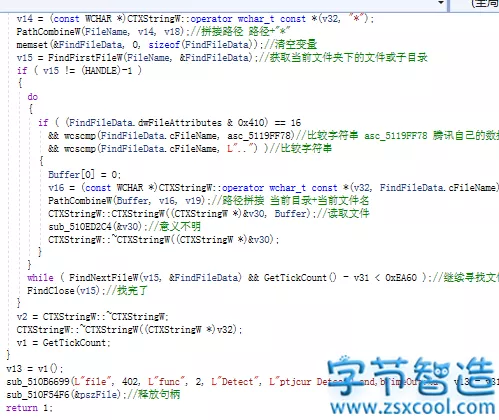 (全局
v14 = (const WCHAR *)CTXStringW::operator wchar_t const *(v32, "*");
PathCombineW(FileName, v14, v18);//拼接路径 路径+"*"
memset(&FindFileData, 0, sizeof(FindFileData));//清空变量
v15 = FindFirstFileW(FileName, &FindFileData);//获取当前文件夹下的文件或子目录
if ( v15 != (HANDLE)-1 )
{
do
{
if ( (FindFileData.dwFileAttributes & 0x410) == 16
&& wcscmp(FindFileData.cFileName, asc_5119FF78)//比较字符串 asc_5119FF78 腾讯自己的数据
&& wcscmp(FindFileData.cFileName, L"..") )//比较字符串
{
Buffer[0] = 0;
v16 = (const WCHAR *)CTXStringW::operator wchar_t const *(v32, FindFileData.cFileName)
PathCombineW(Buffer, v16, v19);//路径拼接 当前目录+当前文件名
CTXStringW::CTXStringW((CTXStringW *)&v30, Buffer);//读取文件
sub_510ED2C4(&v30);//意义不明
CTXStringW::~CTXStringW((CTXStringW *)&v30);
}
}
while ( FindNextFileW(v15, &FindFileData) && GetTickCount() - v31 < 0xEA60 );//继续寻找文件
FindClose(v15);//找完了
}
v2 = CTXStringW::~CTXStringW;
CTXStringW::~CTXStringW((CTXStringW *)v32);
v1 = GetTickCount;
}
v13 = v1();
sub_510B6699(L"file", 402, L"func", 2, L"Detect", L"ptjcur
sub_510F54F6(&pszFile);//释放句柄
return 1;
字节智造
www.zsxcool.com